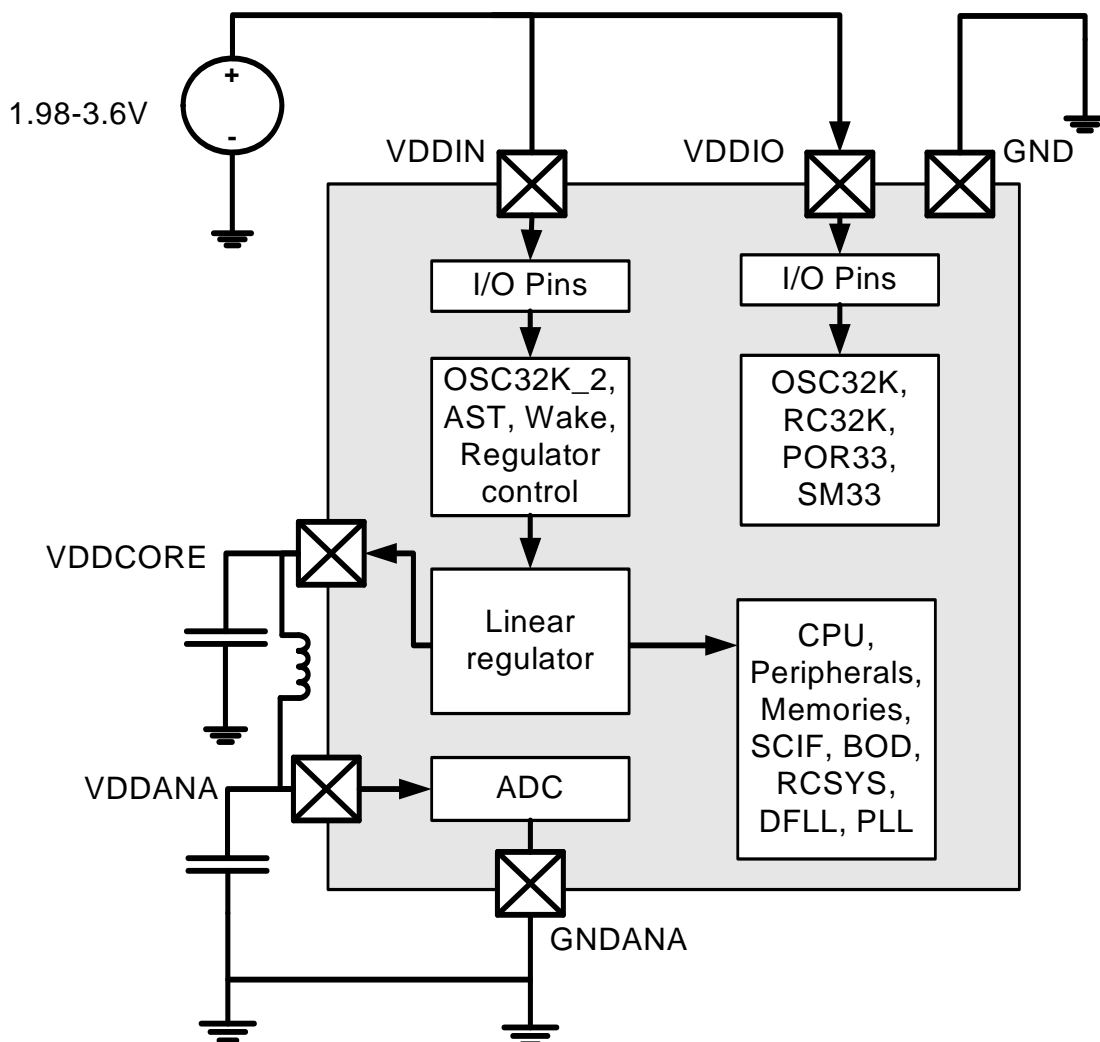 1.98-3.6V
+
-
VDDIN
VDDIO
GND
I/O Pins
I/O Pins
OSC32K_2,
AST, Wake,
Regulator
control
OSC32K,
RC32K,
POR33,
SM33
VDDCORE
Linear
regulator
CPU,
Peripherals,
Memories,
SCIF, BOD,
RCSYS,
DFLL, PLL
VDDANA
ADC
GNDANA